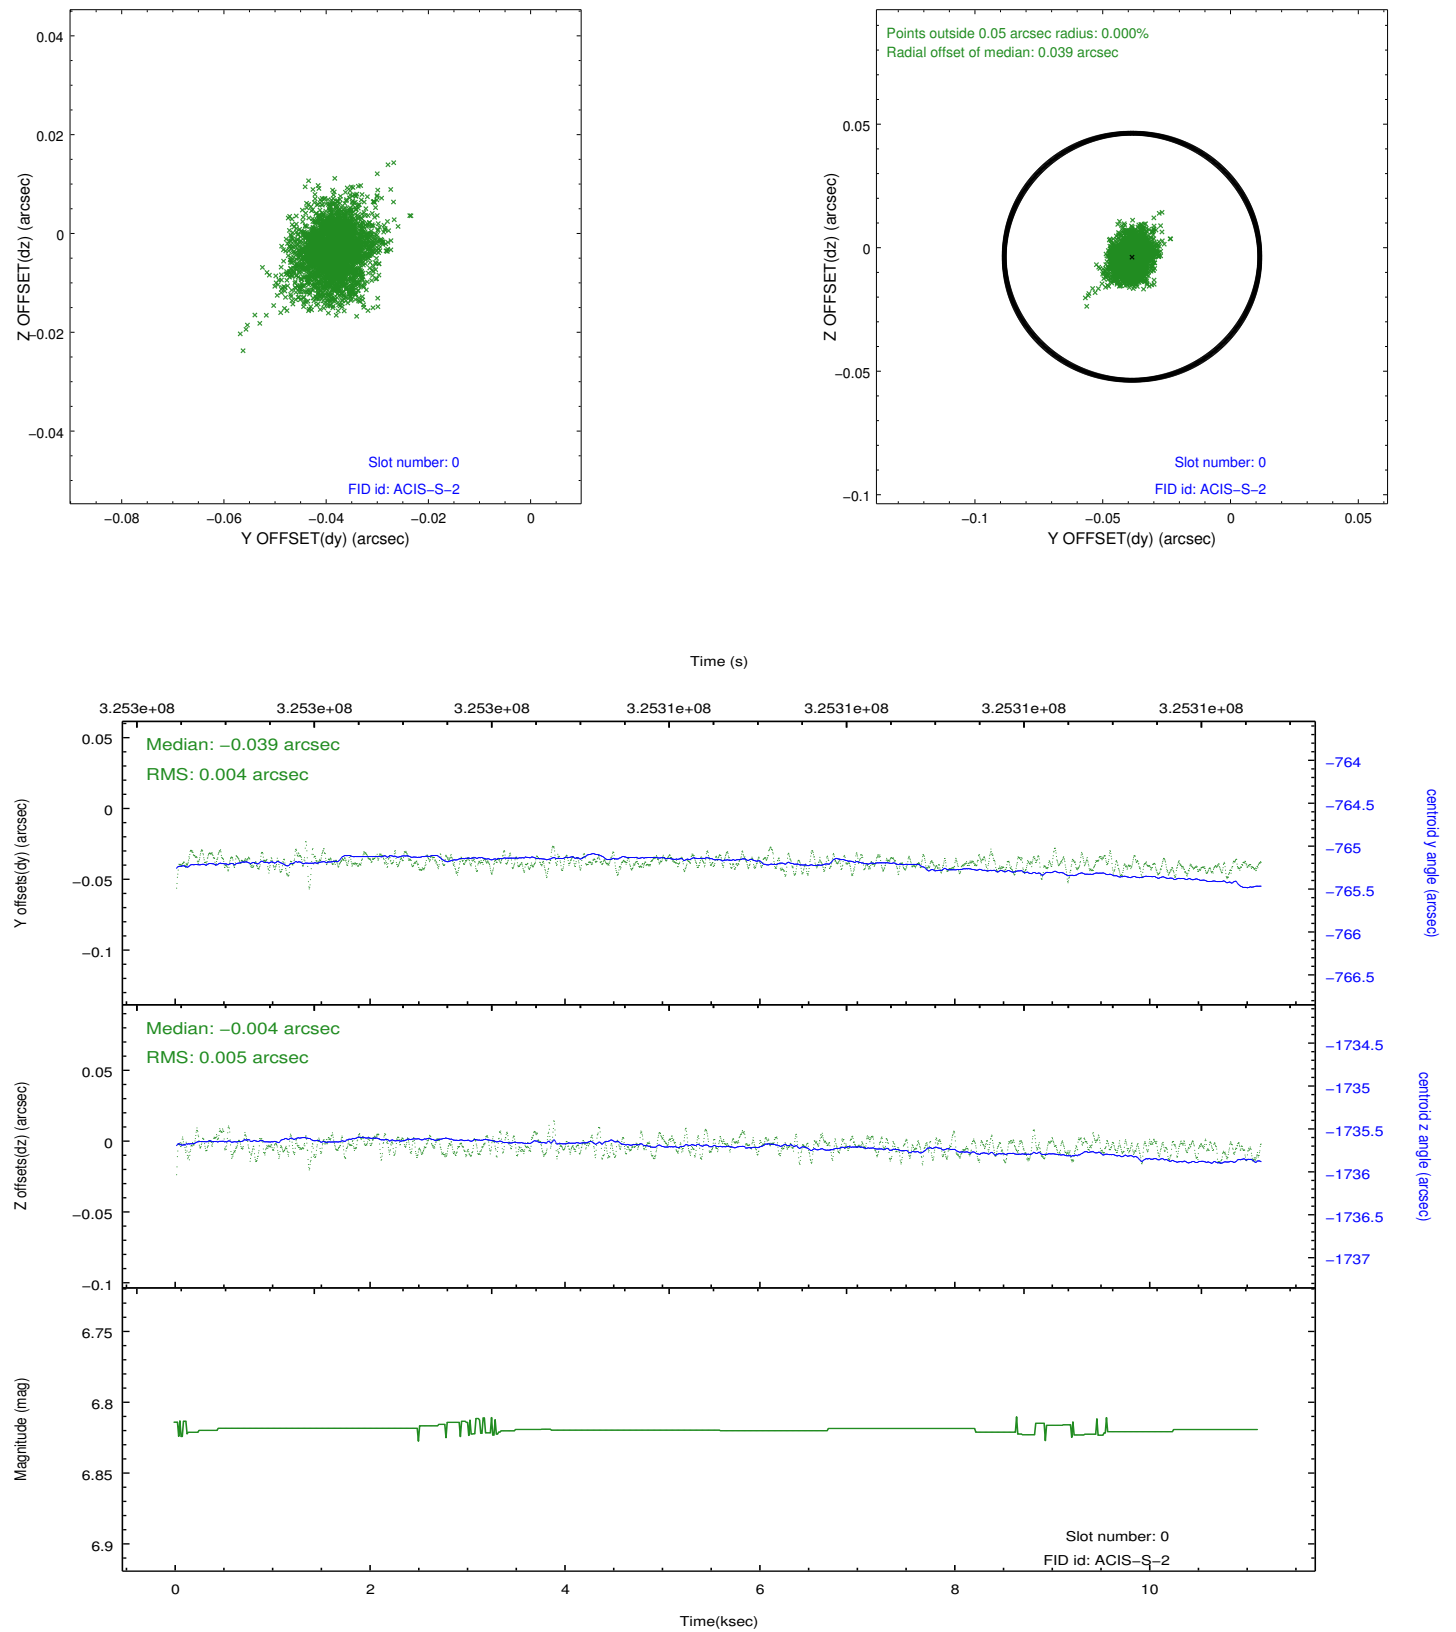 0.04
0.02
0
−0.02
−0.04
Z OFFSET(dz) (arcsec)
Slot number: 0
FID id: ACIS−S−2
−0.08
−0.06
−0.04
−0.02
0
Y OFFSET(dy) (arcsec)
Points outside 0.05 arcsec radius: 0.000%
Radial offset of median: 0.039 arcsec
0.05
0
−0.05
−0.1
Z OFFSET(dz) (arcsec)
Slot number: 0
FID id: ACIS−S−2
−0.1
−0.05
0
0.05
Y OFFSET(dy) (arcsec)
Time (s)
3.253e+08
3.253e+08
3.253e+08
3.2531e+08
3.2531e+08
3.2531e+08
3.2531e+08
Median: −0.039 arcsec
RMS: 0.004 arcsec
0.05
0
−0.05
−0.1
Y offsets(dy) (arcsec)
−764
−764.5
−765
−765.5
−766
−766.5
centroid y angle (arcsec)
Median: −0.004 arcsec
RMS: 0.005 arcsec
0.05
0
−0.05
−0.1
Z offsets(dz) (arcsec)
−1734.5
−1735
−1735.5
−1736
−1736.5
−1737
centroid z angle (arcsec)
6.75
6.8
6.85
6.9
Magnitude (mag)
Slot number: 0
FID id: ACIS−S−2
0
2
4
6
8
10
Time(ksec)